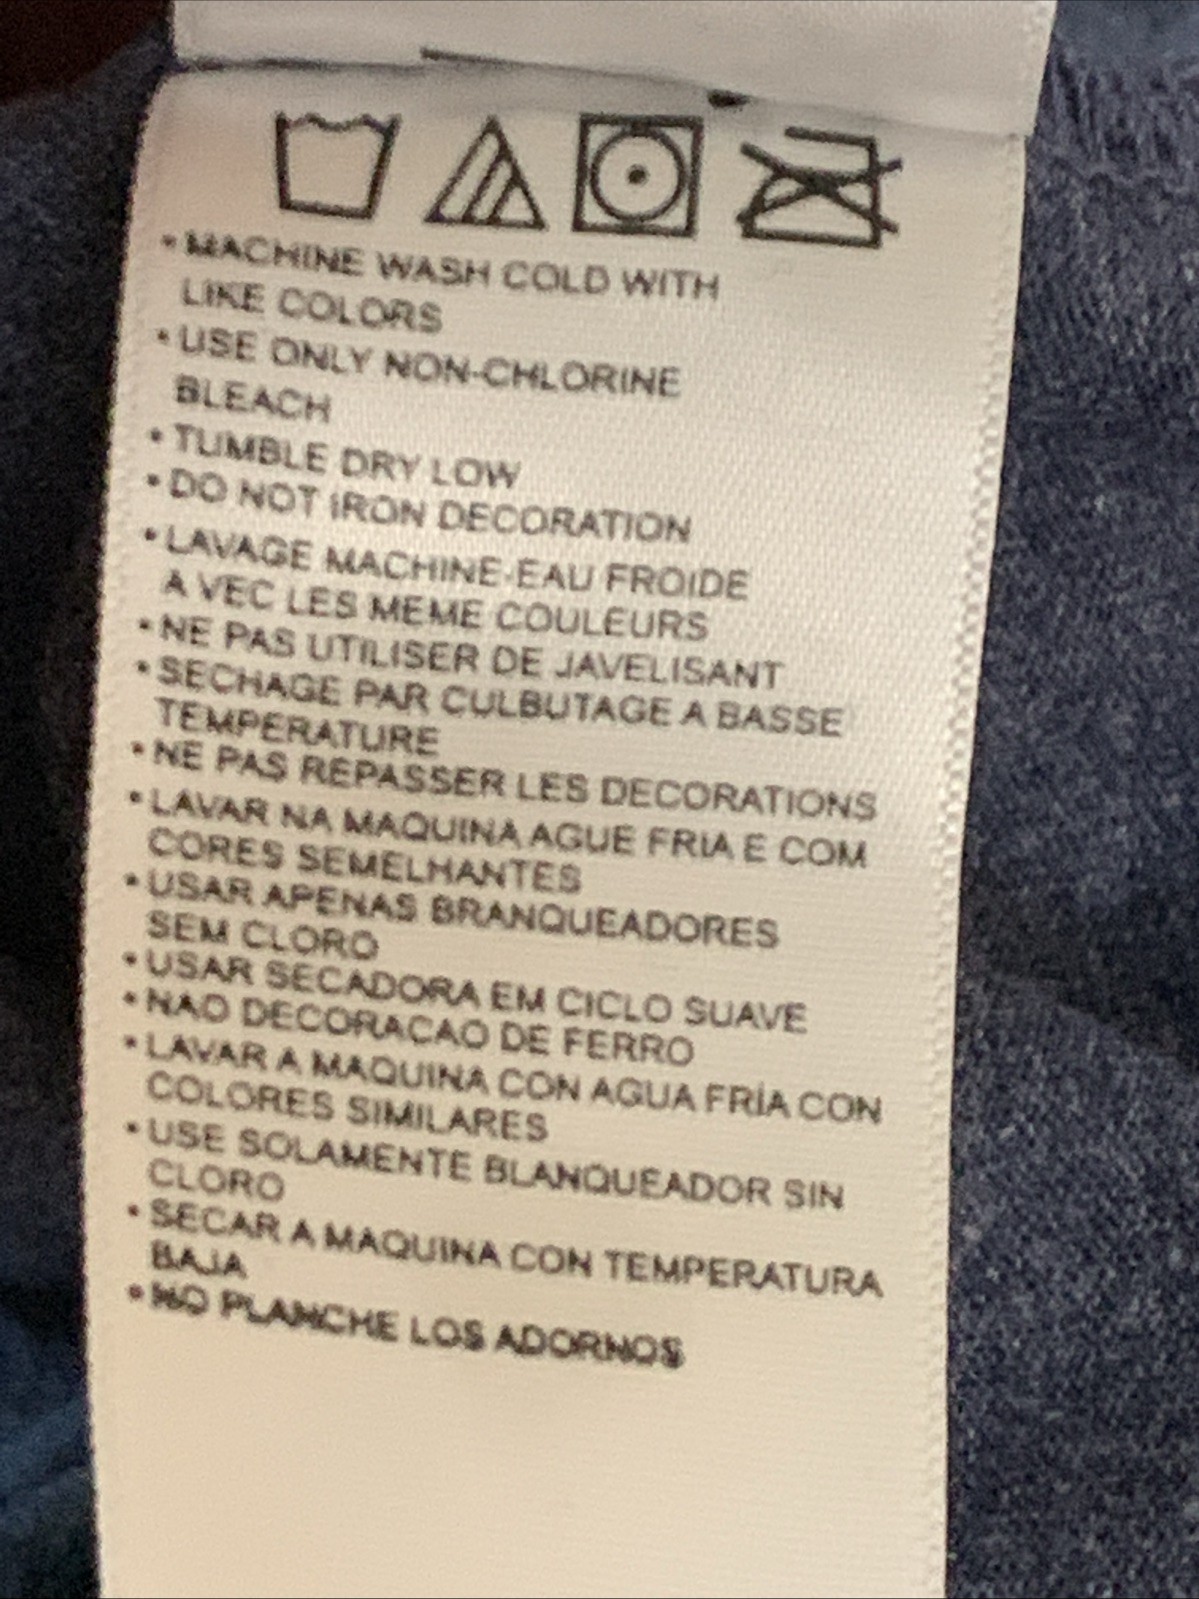 • MACHINE WASH COLD WITH
LIKE COLORS
• USE ONLY NON-CHLORINE
BLEACH
• TUMBLE DRY LOW
• DO NOT IRON DECORATION
• LAVAGE MACHINE-EAU FROIDE
A VEC LES MEME COULEURS
• NE PAS UTILISER DE JAVELISANT
• SECHAGE PAR CULBUTAGE A BASSE
TEMPERATURE
• NE PAS REPASSER LES DECORATIONS
• LAVAR NA MAQUINA AGUE FRIA E COM
CORES SEMELHANTES
• USAR APENAS BRANQUEADORES
SEM CLORO
• USAR SECADORA EM CICLO SUAVE
• NAO DECORACAO DE FERRO
• LAVAR A MAQUINA CON AGUA FRÍA CON
COLORES SIMILARES
• USE SOLAMENTE BLANQUEADOR SIN
CLORO
• SECAR A MAQUINA CON TEMPERATURA
BAJA
• NO PLANCHE LOS ADORNOS